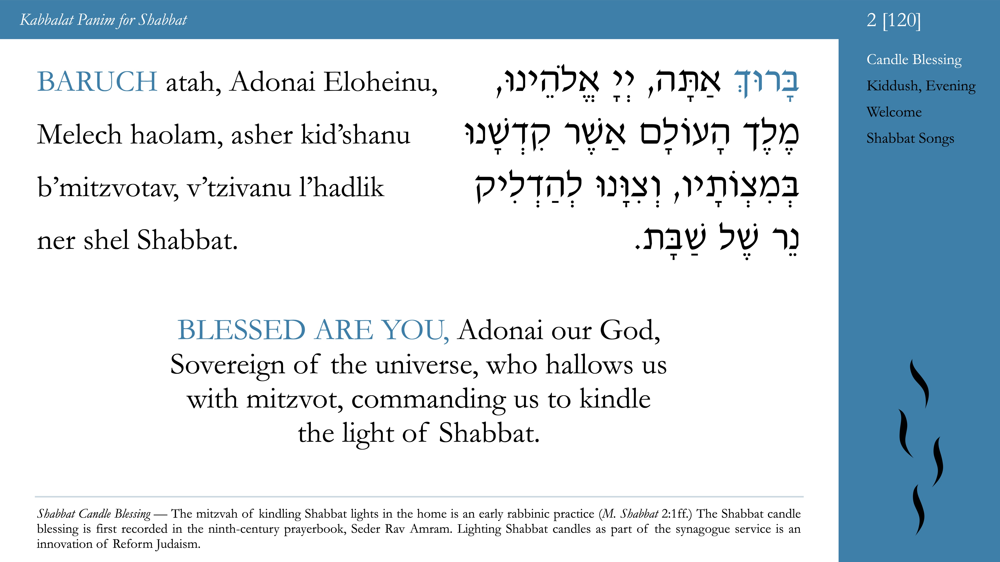 Kabbalat Panim for Shabbat
2 [120]
Candle Blessing
Kiddush, Evening
Welcome
Shabbat Songs
BARUCH atah, Adonai Eloheinu,
Melech haolam, asher kid’shanu
b’mitzvotav, v’tzivanu l’hadlik
ner shel Shabbat.
בָּרוּךְ אַתָּה, יְיָ אֱלֹהֵינוּ,
מֶלֶך הָעוֹלָם אַשֶׁר קִדְשָׁנוּ
בְּמִצְוֹתָיו, וְצִוָּנוּ לְהַדְלִיק
נֵר שֶׁל שַׁבָּת.
BLESSED ARE YOU, Adonai our God,
Sovereign of the universe, who hallows us
with mitzvot, commanding us to kindle
the light of Shabbat.
Shabbat Candle Blessing — The mitzvah of kindling Shabbat lights in the home is an early rabbinic practice (M. Shabbat 2:1ff.) The Shabbat candle
blessing is first recorded in the ninth-century prayerbook, Seder Rav Amram. Lighting Shabbat candles as part of the synagogue service is an
innovation of Reform Judaism.